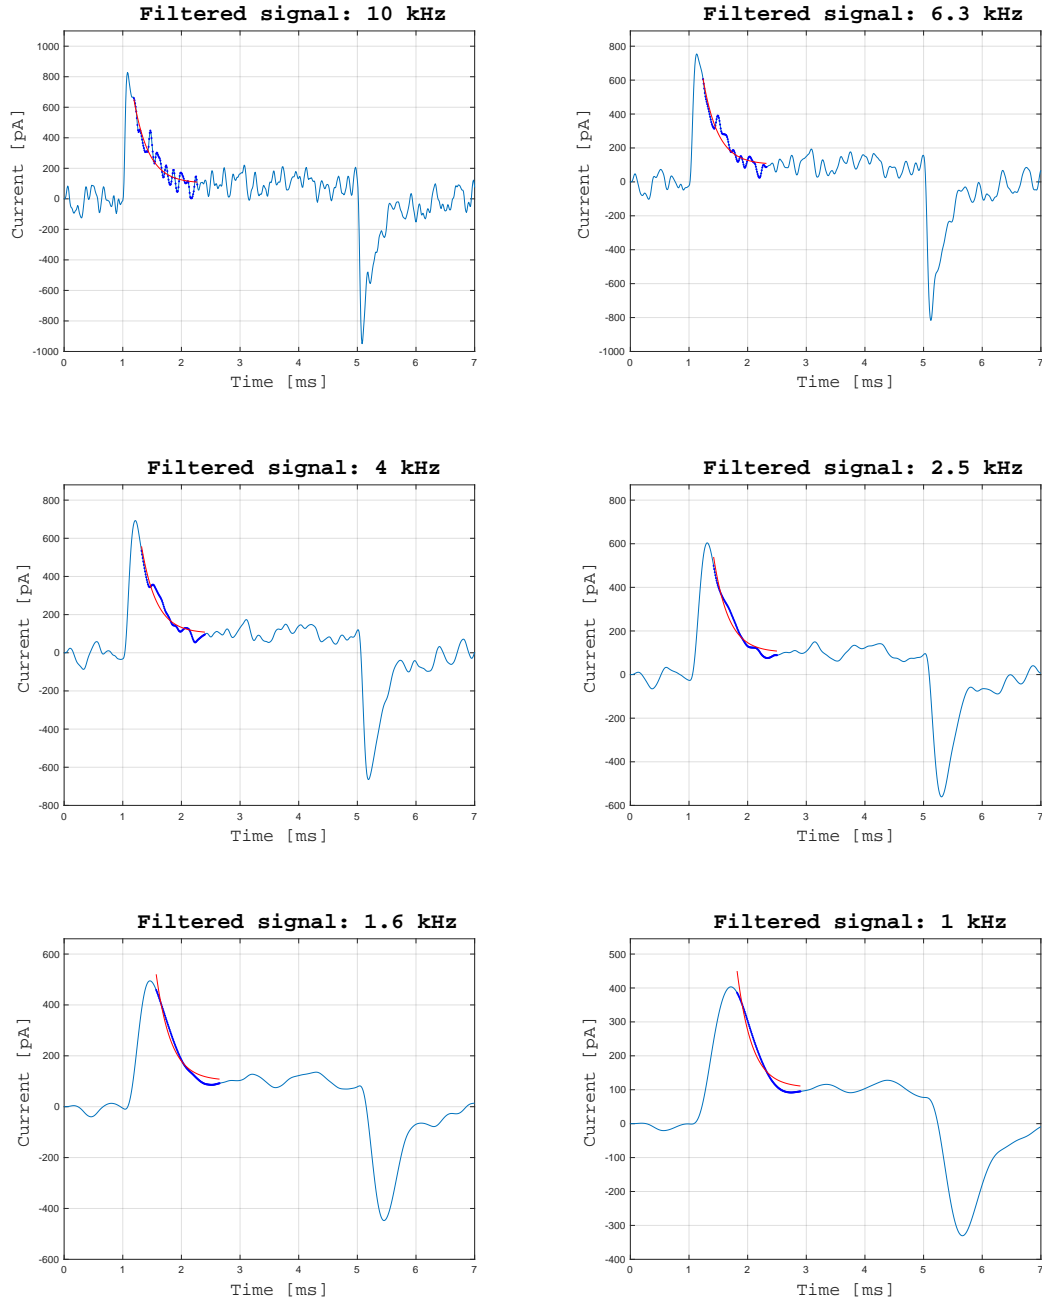 Filtered signal: 10 kHz
Current [pA]
1000
800
600
400
200
0
-200
-400
-600
-800
-1000
0 1 2 3 4 5 6 7
Time [ms]
Filtered signal: 6.3 kHz
Current [pA]
800
600
400
200
0
-200
-400
-600
-800
-1000
0 1 2 3 4 5 6 7
Time [ms]
Filtered signal: 4 kHz
Current [pA]
800
600
400
200
0
-200
-400
-600
-800
0 1 2 3 4 5 6 7
Time [ms]
Filtered signal: 2.5 kHz
Current [pA]
800
600
400
200
0
-200
-400
-600
0 1 2 3 4 5 6 7
Time [ms]
Filtered signal: 1.6 kHz
Current [pA]
600
400
200
0
-200
-400
-600
0 1 2 3 4 5 6 7
Time [ms]
Filtered signal: 1 kHz
Current [pA]
500
400
300
200
100
0
-100
-200
-300
-400
0 1 2 3 4 5 6 7
Time [ms]